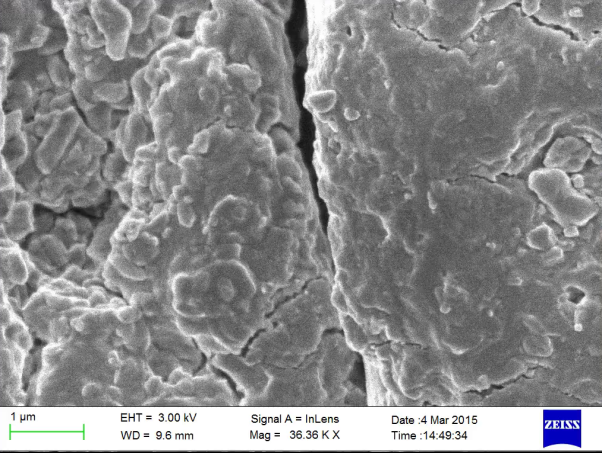 1 µm
EHT = 3.00 kV
Signal A = InLens
Date :4 Mar 2015
ZEISS
WD = 9.6 mm
Mag = 36.36 K X
Time :14:49:34